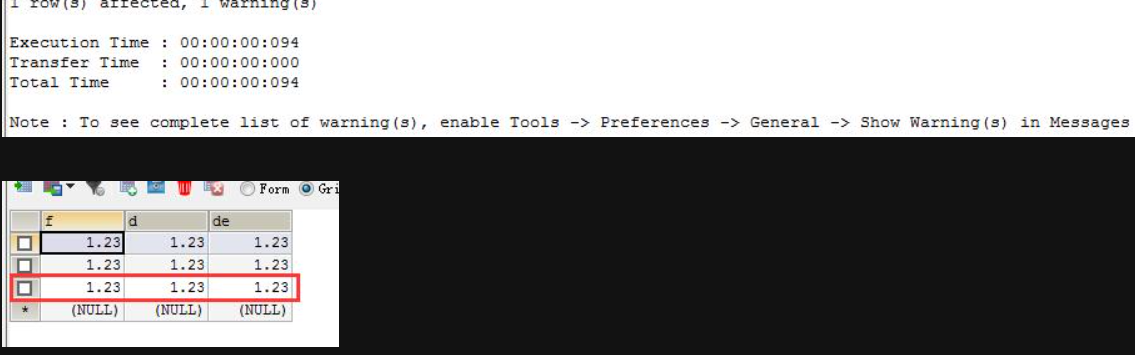 1 row(s) affected, 1 warning(s)
Execution Time : 00:00:00:094
Transfer Time : 00:00:00:000
Total Time : 00:00:00:094
Note : To see complete list of warning(s), enable Tools -> Preferences -> General -> Show Warning(s) in Messages
Form Gri
f d de
1.23 1.23 1.23
1.23 1.23 1.23
1.23 1.23 1.23
* (NULL) (NULL) (NULL)